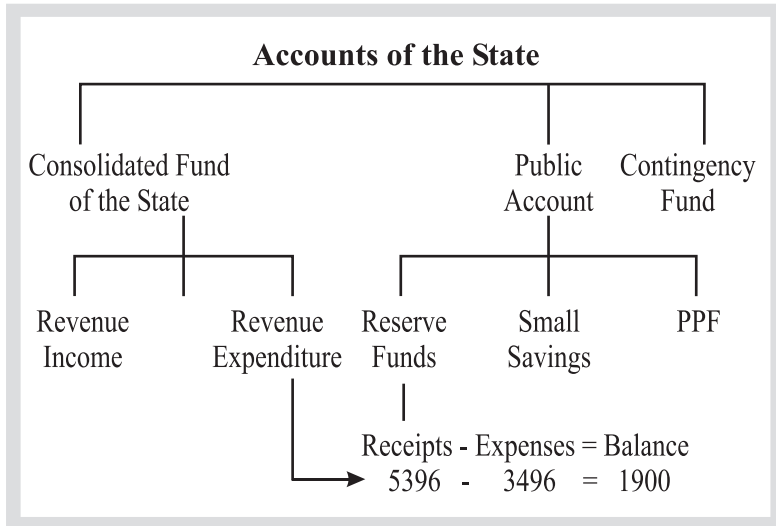 Accounts of the State
Consolidated Fund
of the State
Public
Account
Contingency
Fund
Revenue
Income
Revenue
Expenditure
Reserve
Funds
Small
Savings
PPF
Receipts - Expenses = Balance
5396 - 3496 = 1900